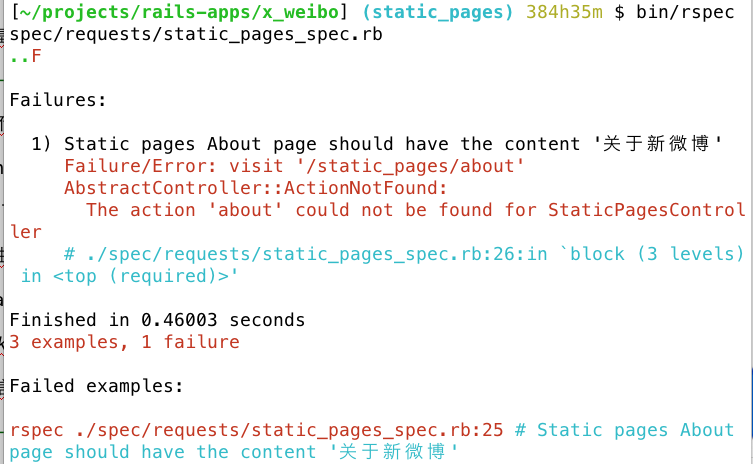 [~/projects/rails-apps/x_weibo] (static_pages) 384h35m $ bin/rspec
spec/requests/static_pages_spec.rb
..F
Failures:
1) Static pages About page should have the content '关于新微博'
Failure/Error: visit '/static_pages/about'
AbstractController::ActionNotFound:
The action 'about' could not be found for StaticPagesControl
ler
# ./spec/requests/static_pages_spec.rb:26:in `block (3 levels)
in <top (required)>'
Finished in 0.46003 seconds
3 examples, 1 failure
Failed examples:
rspec ./spec/requests/static_pages_spec.rb:25 # Static pages About
page should have the content '关于新微博'